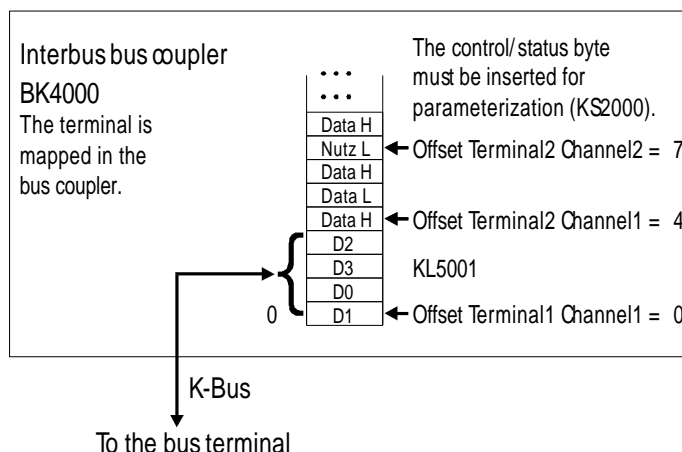 Interbus bus coupler
BK4000
The terminal is
mapped in the
bus coupler.
The control/status byte
must be inserted for
parameterization (KS2000).
Data H
Nutz L
Offset Terminal2 Channel2 = 7
Data H
Data L
Data H
Offset Terminal2 Channel1 = 4
D2
D3
KL5001
D0
0
D1
Offset Terminal1 Channel1 = 0
K-Bus
To the bus terminal